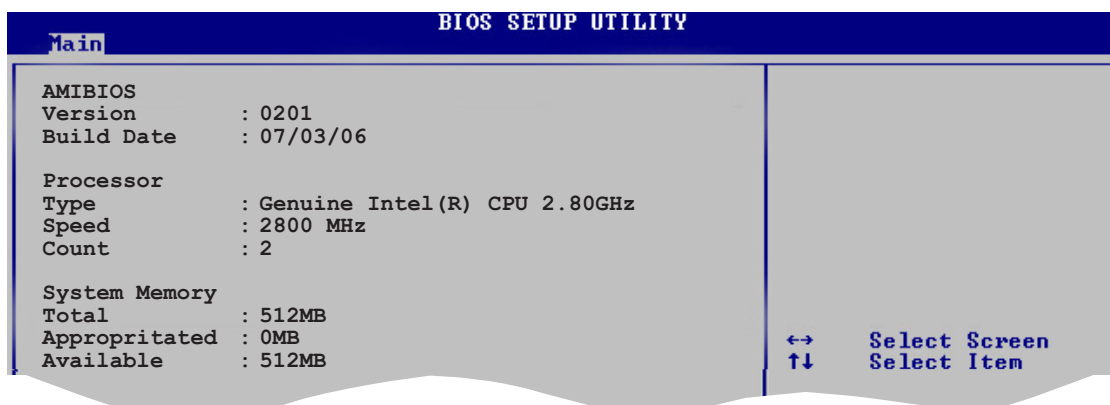 BIOS SETUP UTILITY
Main
AMIBIOS
Version : 0201
Build Date : 07/03/06
Processor
Type : Genuine Intel(R) CPU 2.80GHz
Speed : 2800 MHz
Count : 2
System Memory
Total : 512MB
Appropritated : 0MB
Available : 512MB
←→ Select Screen
↑↓ Select Item